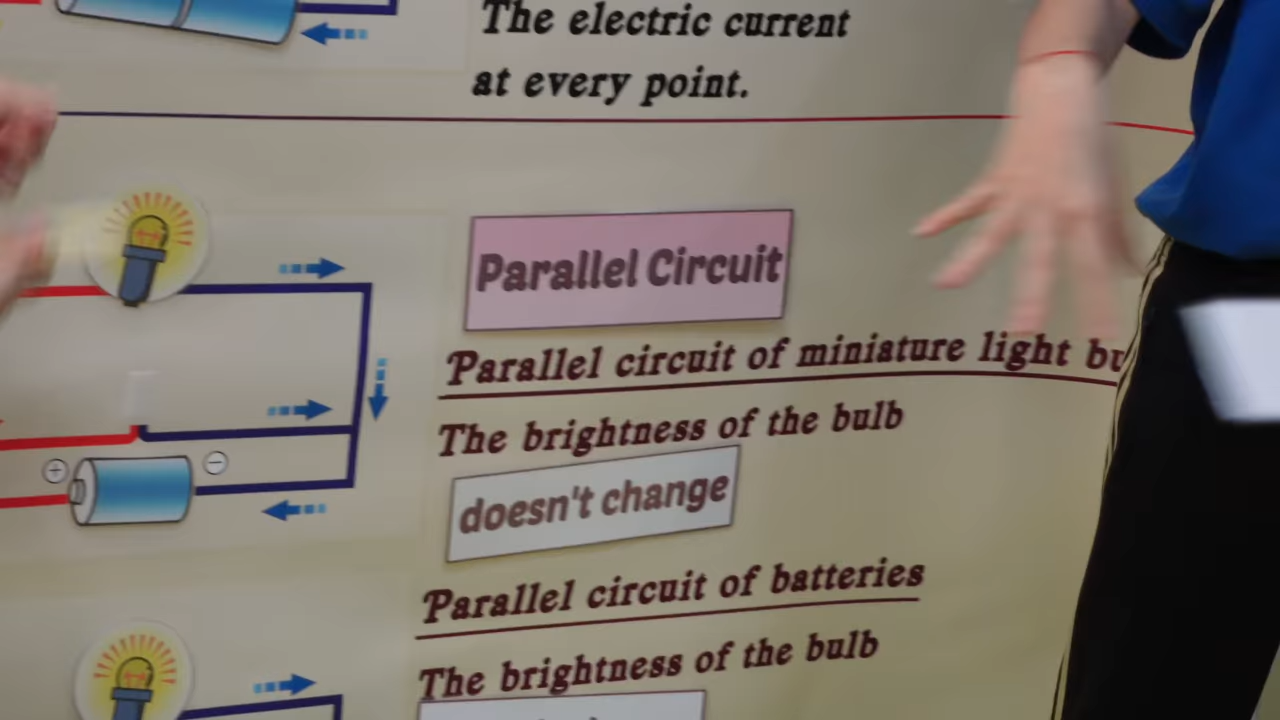 The electric current
at every point.
Parallel Circuit
Parallel circuit of miniature light
The brightness of the bulb
+
−
doesn't change
Parallel circuit of batteries
The brightness of the bulb